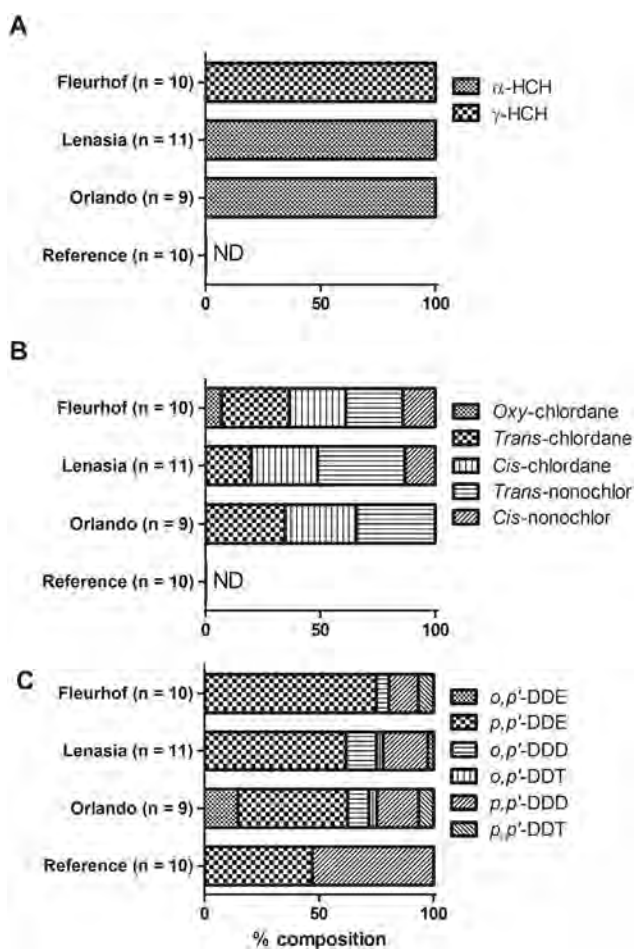 A
Fleurhof (n = 10)
Lenasia (n = 11)
Orlando (n = 9)
Reference (n = 10)
ND
0 50 100
α-HCH
γ-HCH
B
Fleurhof (n = 10)
Lenasia (n = 11)
Orlando (n = 9)
Reference (n = 10)
ND
0 50 100
Oxy-chlordane
Trans-chlordane
Cis-chlordane
Trans-nonochlor
Cis-nonochlor
C
Fleurhof (n = 10)
Lenasia (n = 11)
Orlando (n = 9)
Reference (n = 10)
0 50 100
% composition
o,p'-DDE
p,p'-DDE
o,p'-DDD
o,p'-DDT
p,p'-DDD
p,p'-DDT